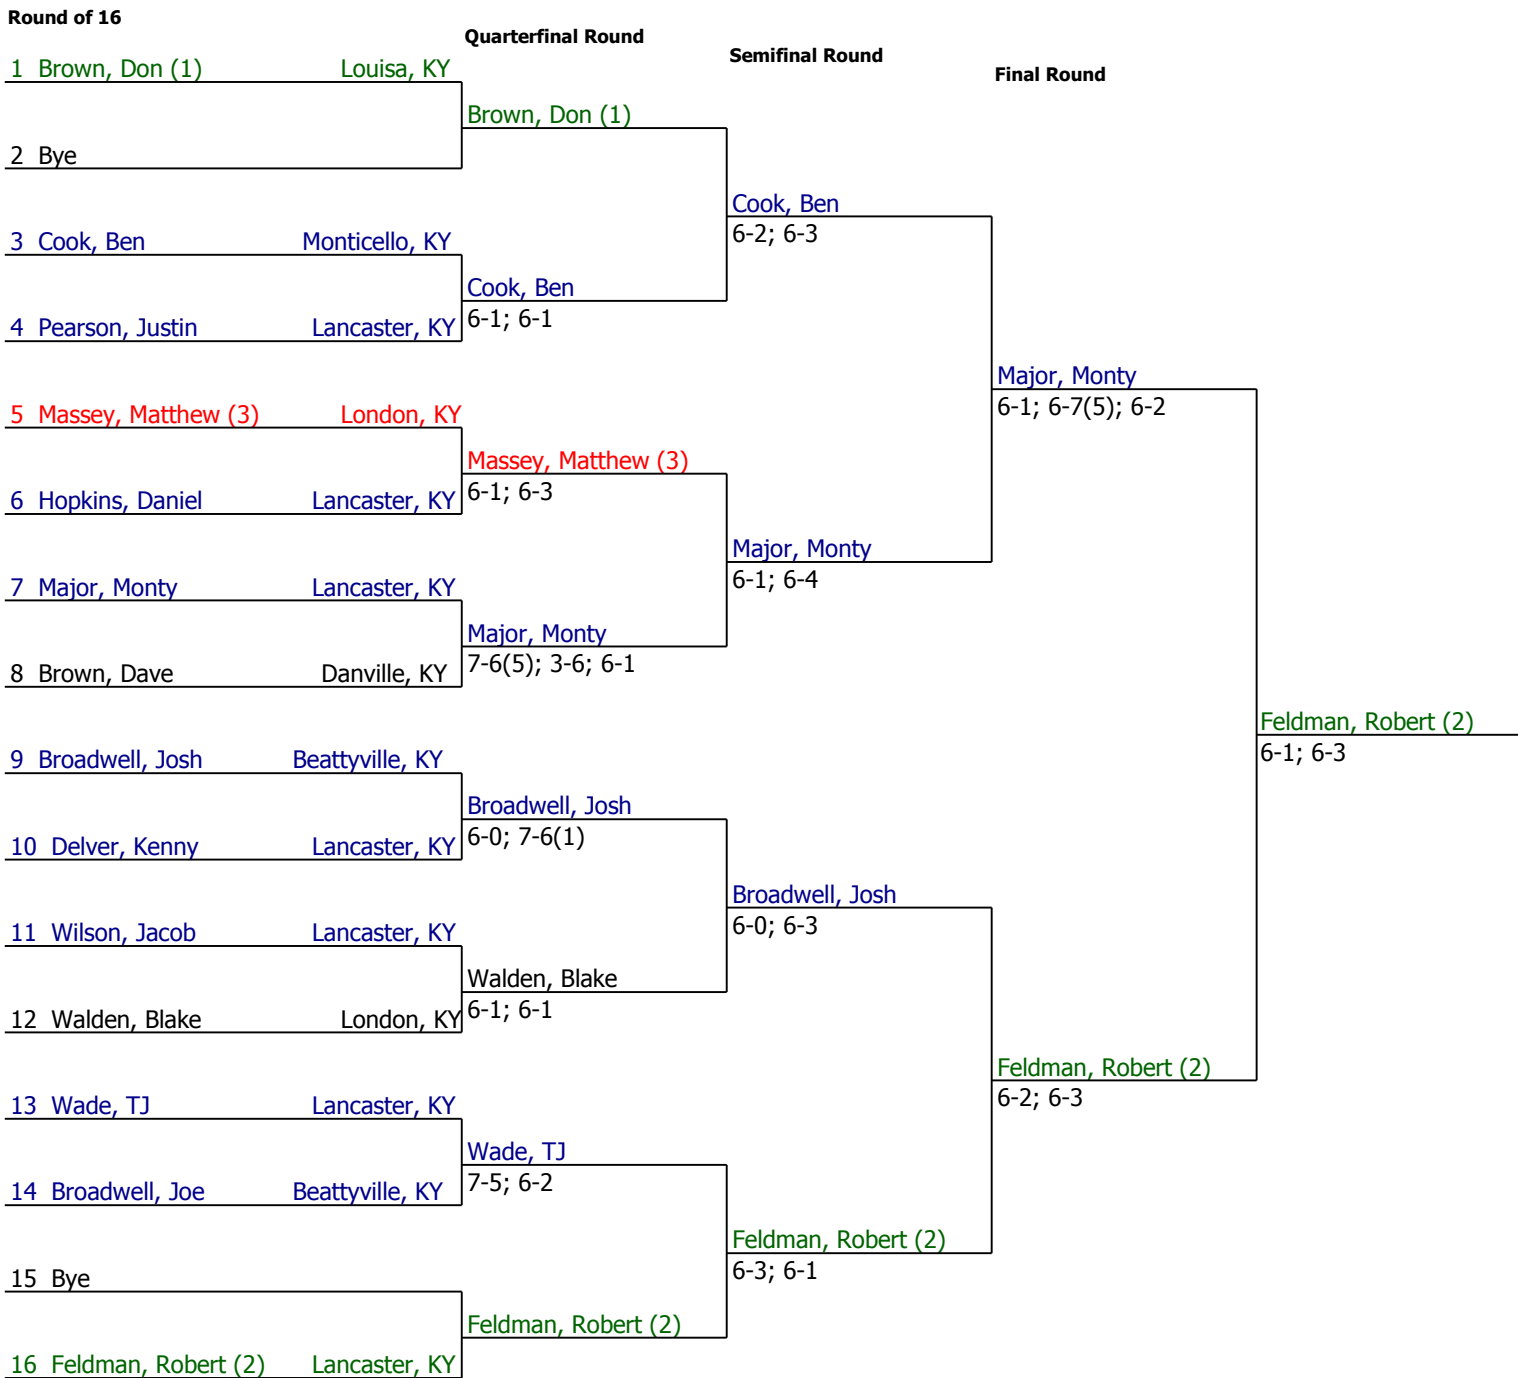 Round of 16
Quarterfinal Round
Semifinal Round
Final Round
1 Brown, Don (1) Louisa, KY
Brown, Don (1)
2 Bye
Cook, Ben
6-2; 6-3
3 Cook, Ben Monticello, KY
Cook, Ben
6-1; 6-1
4 Pearson, Justin Lancaster, KY
Major, Monty
6-1; 6-7(5); 6-2
5 Massey, Matthew (3) London, KY
Massey, Matthew (3)
6-1; 6-3
6 Hopkins, Daniel Lancaster, KY
Major, Monty
6-1; 6-4
7 Major, Monty Lancaster, KY
Major, Monty
7-6(5); 3-6; 6-1
8 Brown, Dave Danville, KY
Feldman, Robert (2)
6-1; 6-3
9 Broadwell, Josh Beattyville, KY
Broadwell, Josh
6-0; 7-6(1)
10 Delver, Kenny Lancaster, KY
Broadwell, Josh
6-0; 6-3
11 Wilson, Jacob Lancaster, KY
Walden, Blake
6-1; 6-1
12 Walden, Blake London, KY
Feldman, Robert (2)
6-2; 6-3
13 Wade, TJ Lancaster, KY
Wade, TJ
7-5; 6-2
14 Broadwell, Joe Beattyville, KY
Feldman, Robert (2)
6-3; 6-1
15 Bye
Feldman, Robert (2)
16 Feldman, Robert (2) Lancaster, KY